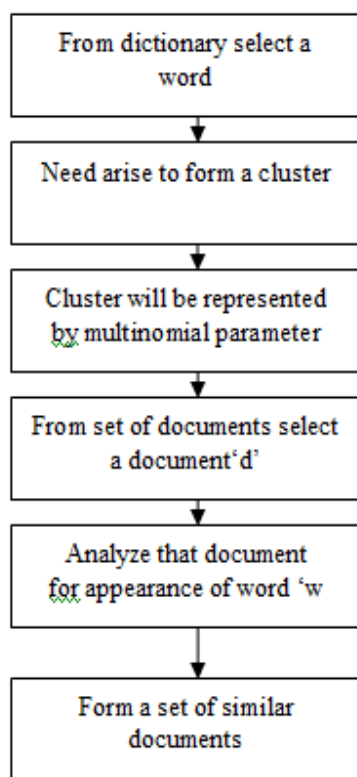 From dictionary select a
word
Need arise to form a cluster
Cluster will be represented
by multinomial parameter
From set of documents select
a document‘d’
Analyze that document
for appearance of word ‘w
Form a set of similar
documents